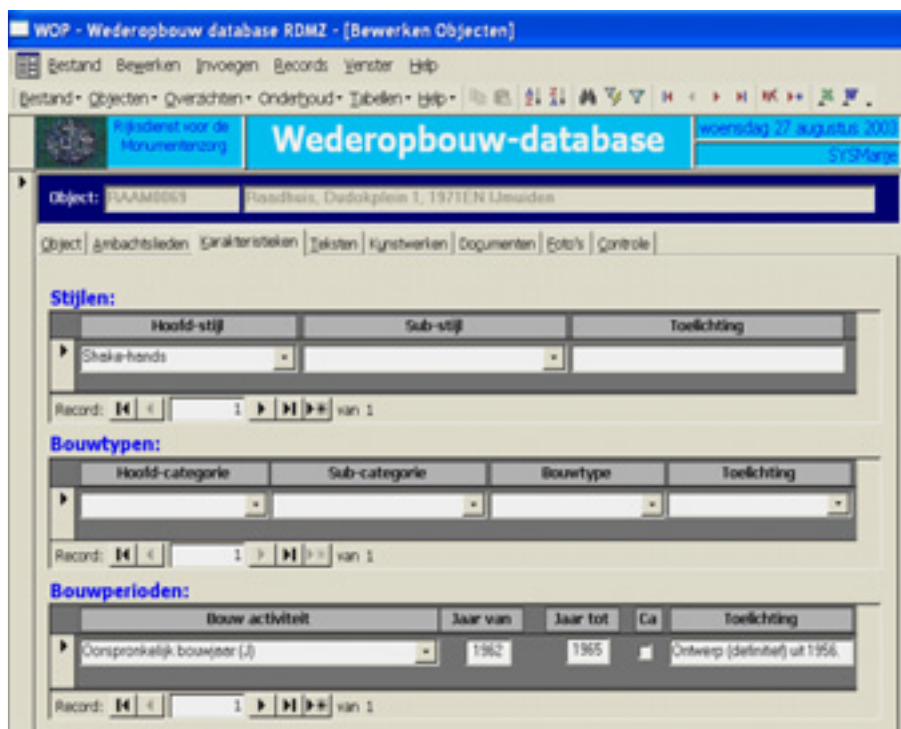 WOP - Wederopbouw database RDMZ - [Bewerken Objecten]
Bestand Bewerken Invoegen Records Venster Help
Bestand Objecten Overzichten Onderhoud Tabellen Help
Rijksdienst voor de Monumentenzorg
Wederopbouw-database
woensdag 27 augustus 2003
SYSMarije
Object: RAAM0069 Raadhuis, Dudokplein 1, 1971EN IJmuiden
Object Ambachtslieden Karakteristieken Teksten Kunstwerken Documenten Foto's Controle
Stijlen:
Hoofd-stijl Sub-stijl Toelichting
Shake-hands
Record: 1 van 1
Bouwtypen:
Hoofd-categorie Sub-categorie Bouwtype Toelichting
Record: 1 van 1
Bouwperioden:
Bouw activiteit Jaar van Jaar tot Ca Toelichting
Oorspronkelijk bouwjaar (J) 1962 1965 Ontwerp (definitief) uit 1956.
Record: 1 van 1